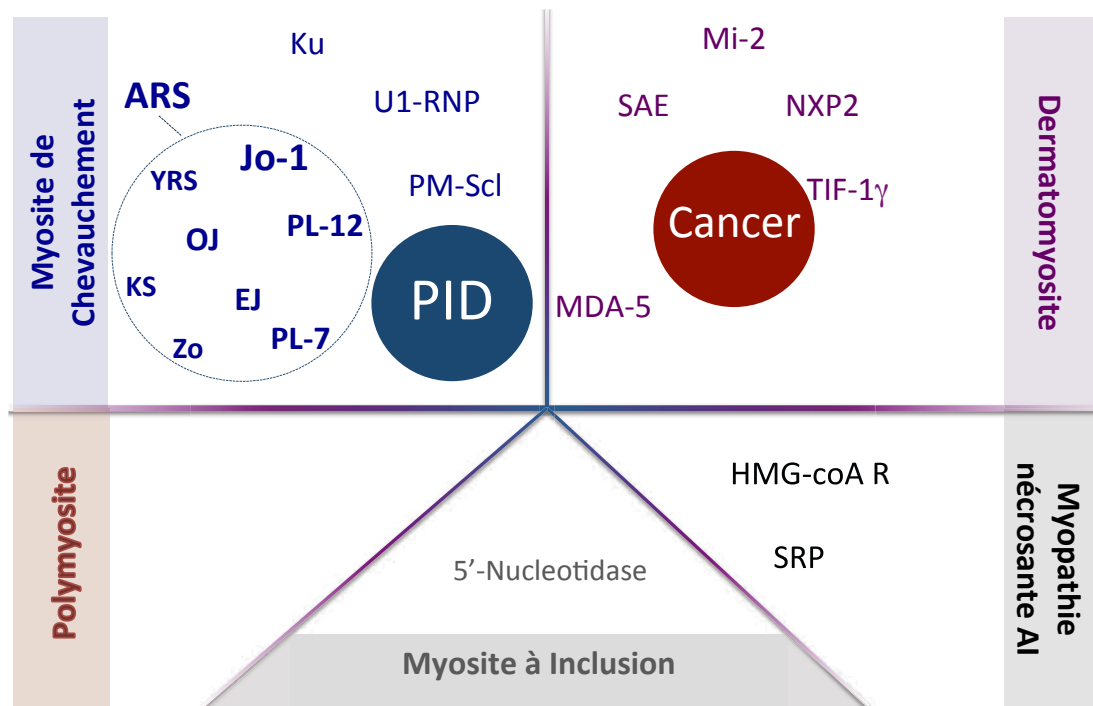 Myosite de
Chevauchement
Ku
ARS
U1-RNP
Jo-1
YRS
PM-Scl
PL-12
OJ
KS
EJ
PL-7
Zo
PID
Mi-2
SAE
NXP2
TIF-1γ
Cancer
MDA-5
Dermatomyosite
Polymyosite
5’-Nucleotidase
Myosite à Inclusion
HMG-coA R
SRP
Myopathie
nécrosante AI